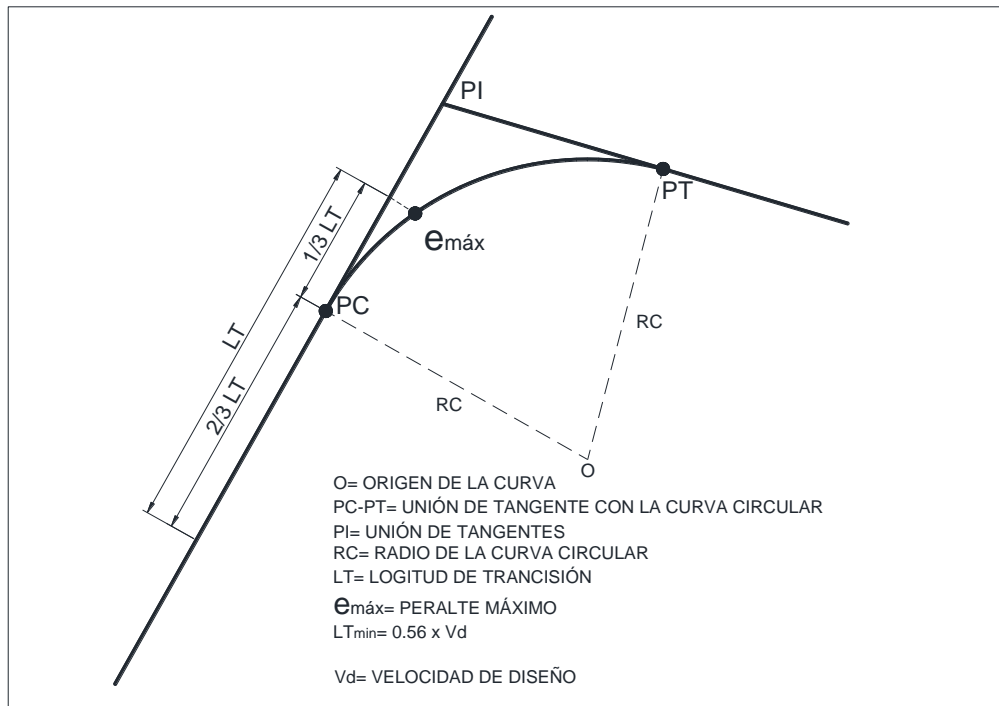 PI
PT
emáx
1/3 LT
PC
LT
2/3 LT
RC
RC
O
O= ORIGEN DE LA CURVA
PC-PT= UNIÓN DE TANGENTE CON LA CURVA CIRCULAR
PI= UNIÓN DE TANGENTES
RC= RADIO DE LA CURVA CIRCULAR
LT= LOGITUD DE TRANCISIÓN
emáx= PERALTE MÁXIMO
LTmin= 0.56 x Vd
Vd= VELOCIDAD DE DISEÑO